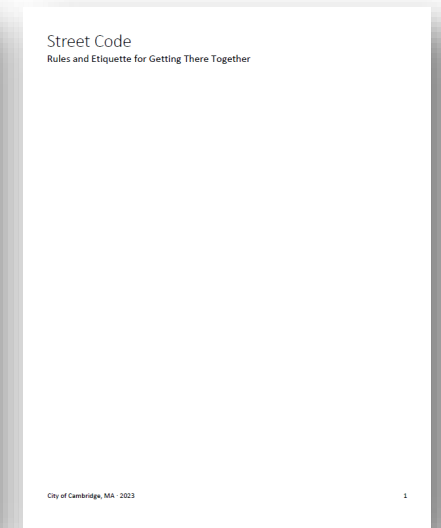 Street Code
Rules and Etiquette for Getting There Together
City of Cambridge, MA · 2023
1